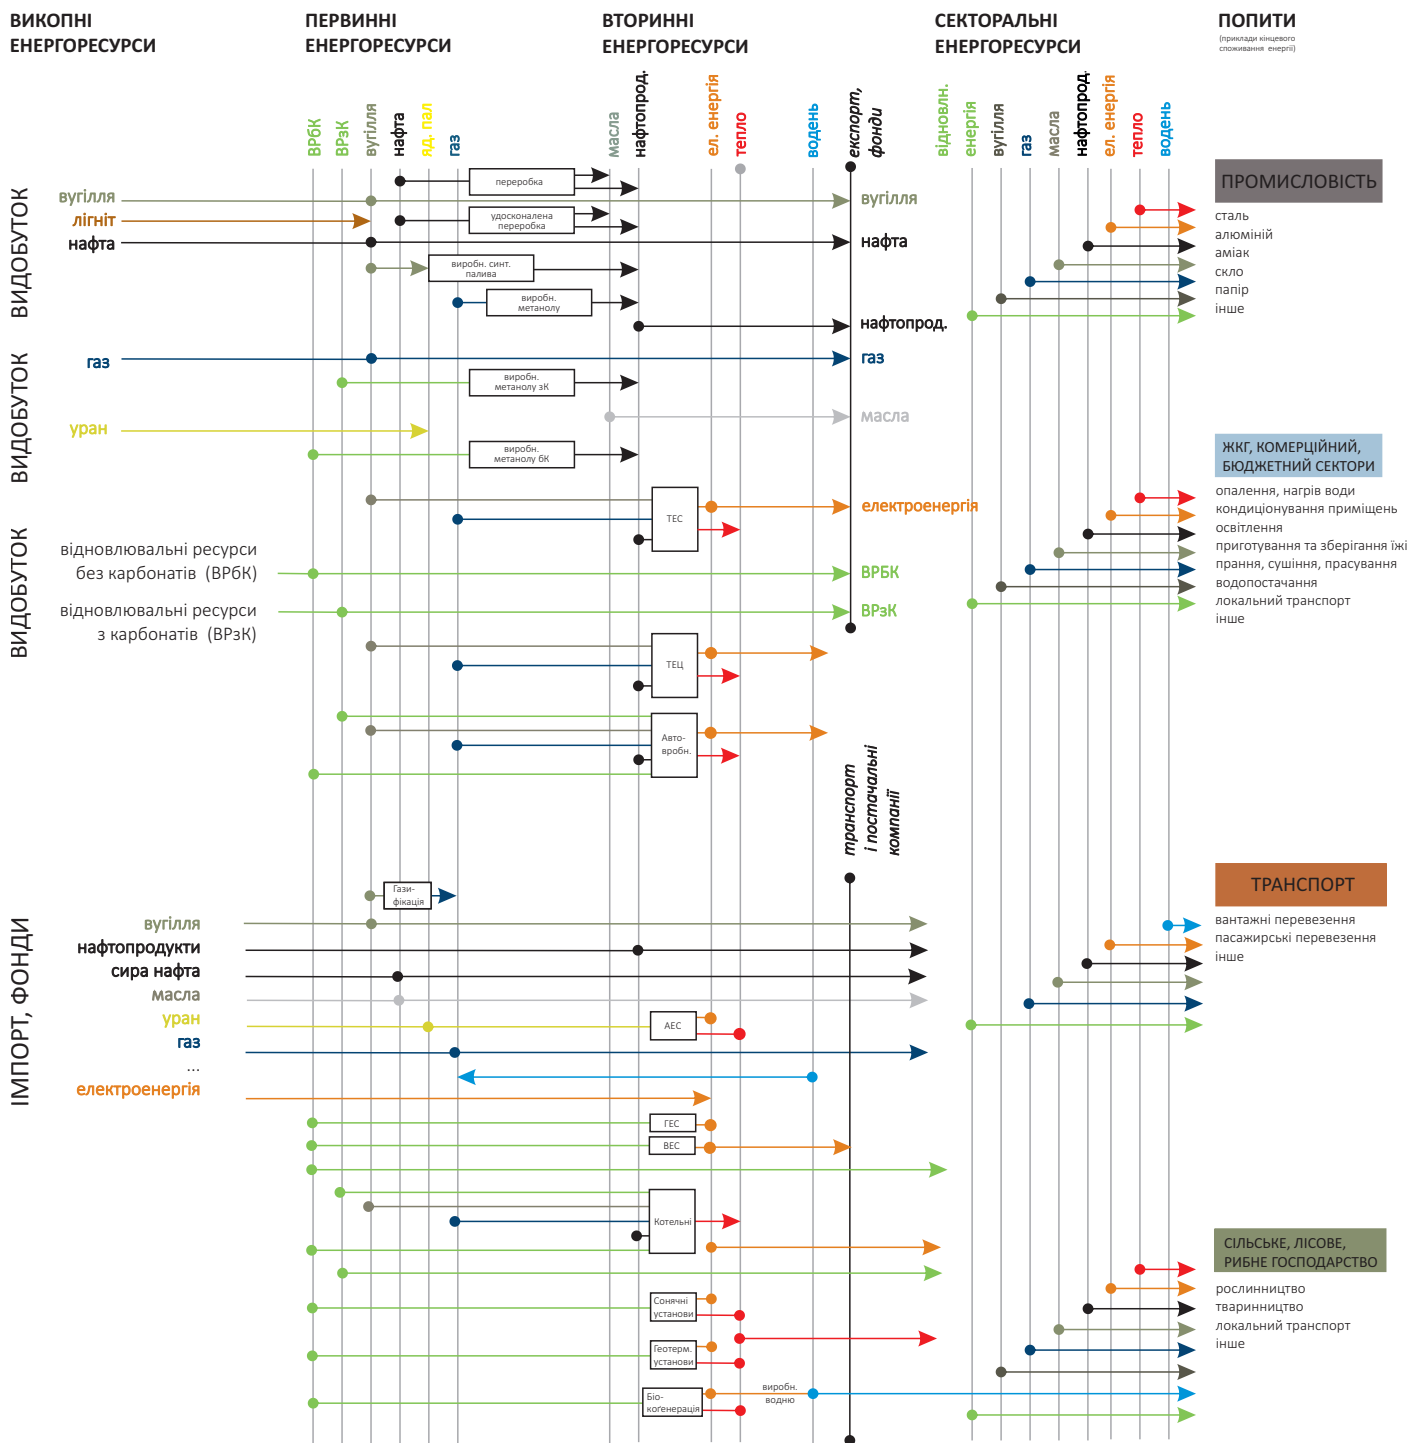 ВИКОПНІ
ЕНЕРГОРЕСУРСИ
ПЕРВИННІ
ЕНЕРГОРЕСУРСИ
ВТОРИННІ
ЕНЕРГОРЕСУРСИ
СЕКТОРАЛЬНІ
ЕНЕРГОРЕСУРСИ
ПОПИТИ
(приклади кінцевого
споживання енергії)
ВРбК
ВРзК
вугілля
нафта
яд. пал
газ
масла
нафтопрод.
ел. енергія
тепло
водень
експорт,
фонди
відновлн.
енергія
вугілля
газ
масла
нафтопрод.
ел. енергія
тепло
водень
ВИДОБУТОК
вугілля
лігніт
нафта
переробка
удосконалена
переробка
виробн. синт.
палива
виробн.
метанолу
вугілля
нафта
нафтопрод.
ПРОМИСЛОВІСТЬ
сталь
алюміній
аміак
скло
папір
інше
ВИДОБУТОК
газ
уран
виробн.
метанолу зК
виробн.
метанолу бК
газ
масла
ЖКГ, КОМЕРЦІЙНИЙ,
БЮДЖЕТНИЙ СЕКТОРИ
опалення, нагрів води
кондиціонування приміщень
освітлення
приготування та зберігання їжі
прання, сушіння, прасування
водопостачання
локальний транспорт
інше
ВИДОБУТОК
відновлювальні ресурси
без карбонатів (ВРбК)
відновлювальні ресурси
з карбонатів (ВРзК)
ТЕС
електроенергія
ВРБК
ВРзК
ТЕЦ
Авто-
вробн.
транспорт
і постачальні
компанії
Гази-
фікація
ТРАНСПОРТ
вантажні перевезення
пасажирські перевезення
інше
ІМПОРТ, ФОНДИ
вугілля
нафтопродукти
сира нафта
масла
уран
газ
...
електроенергія
АЕС
ГЕС
ВЕС
Котельні
Сонячні
установи
Геотерм.
установи
Біо-
когенерація
виробн.
водню
СІЛЬСЬКЕ, ЛІСОВЕ,
РИБНЕ ГОСПОДАРСТВО
рослинництво
тваринництво
локальний транспорт
інше